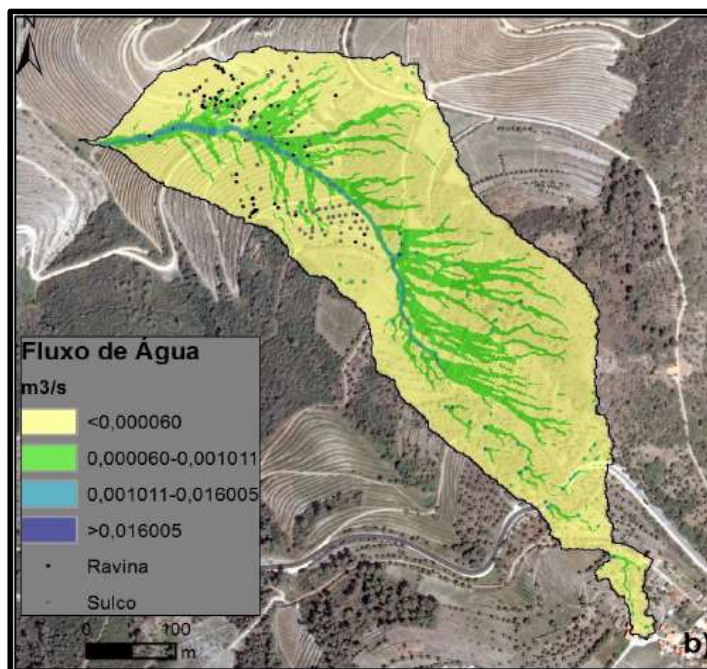 N
Fluxo de Água
m3/s
<0,000060
0,000060-0,001011
0,001011-0,016005
>0,016005
Ravina
Sulco
0 100
m
b)